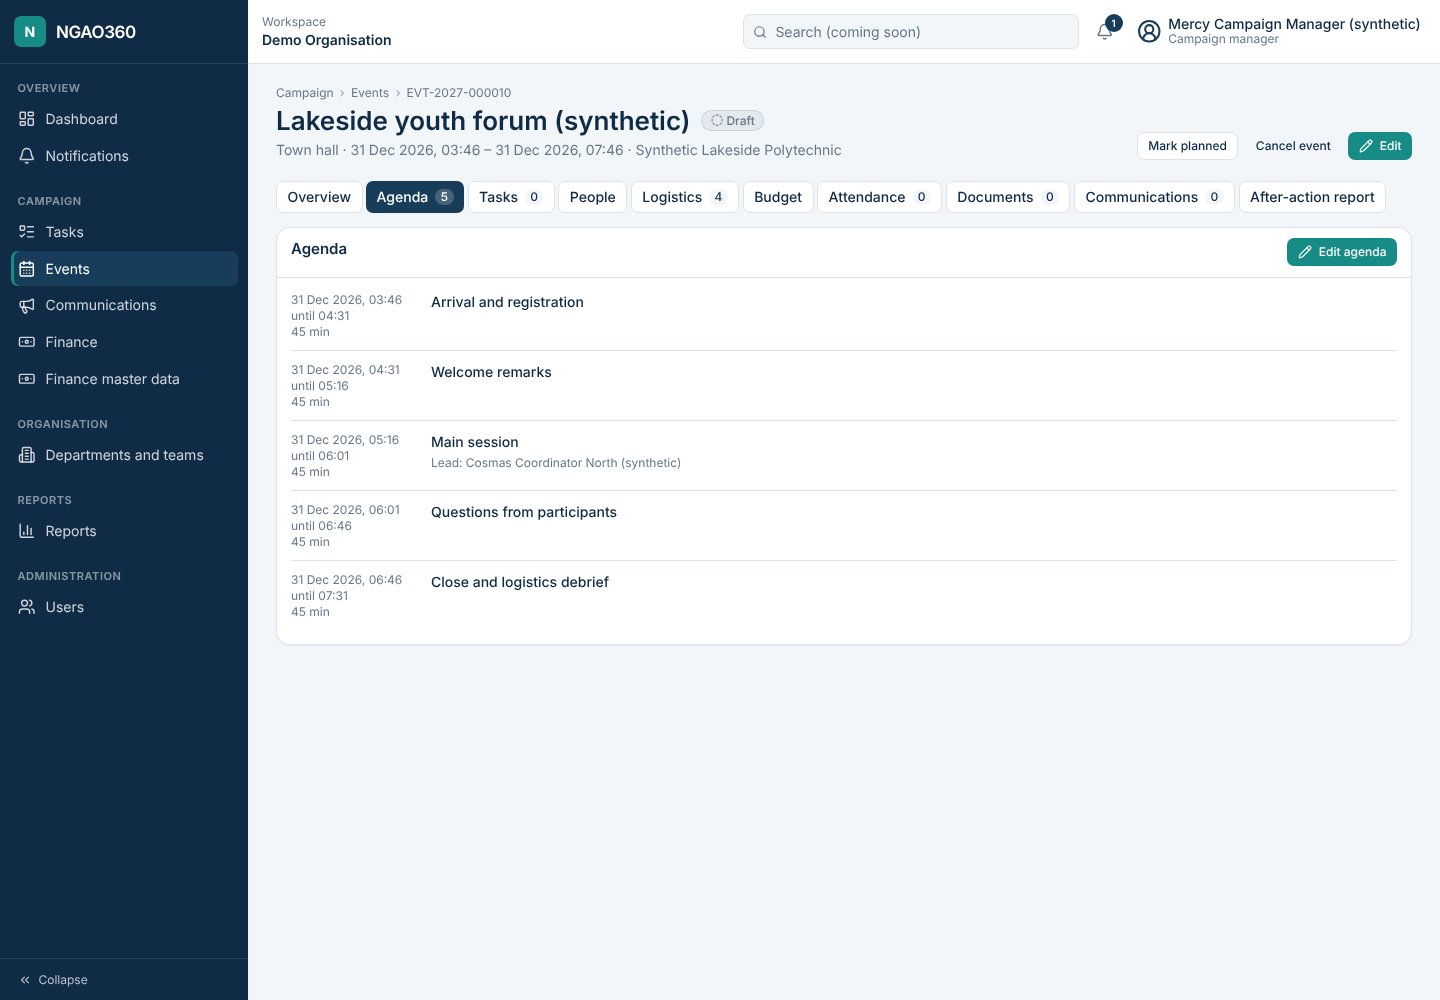 N NGAO360
OVERVIEW
Dashboard
Notifications
CAMPAIGN
Tasks
Events
Communications
Finance
Finance master data
ORGANISATION
Departments and teams
REPORTS
Reports
ADMINISTRATION
Users
Collapse
Workspace
Demo Organisation
Search (coming soon)
1
Mercy Campaign Manager (synthetic)
Campaign manager
Campaign › Events › EVT-2027-000010
Lakeside youth forum (synthetic) Draft
Town hall · 31 Dec 2026, 03:46 – 31 Dec 2026, 07:46 · Synthetic Lakeside Polytechnic
Mark planned Cancel event Edit
Overview Agenda 5 Tasks 0 People Logistics 4 Budget Attendance 0 Documents 0 Communications 0 After-action report
Agenda Edit agenda
31 Dec 2026, 03:46
until 04:31
45 min
Arrival and registration
31 Dec 2026, 04:31
until 05:16
45 min
Welcome remarks
31 Dec 2026, 05:16
until 06:01
45 min
Main session
Lead: Cosmas Coordinator North (synthetic)
31 Dec 2026, 06:01
until 06:46
45 min
Questions from participants
31 Dec 2026, 06:46
until 07:31
45 min
Close and logistics debrief